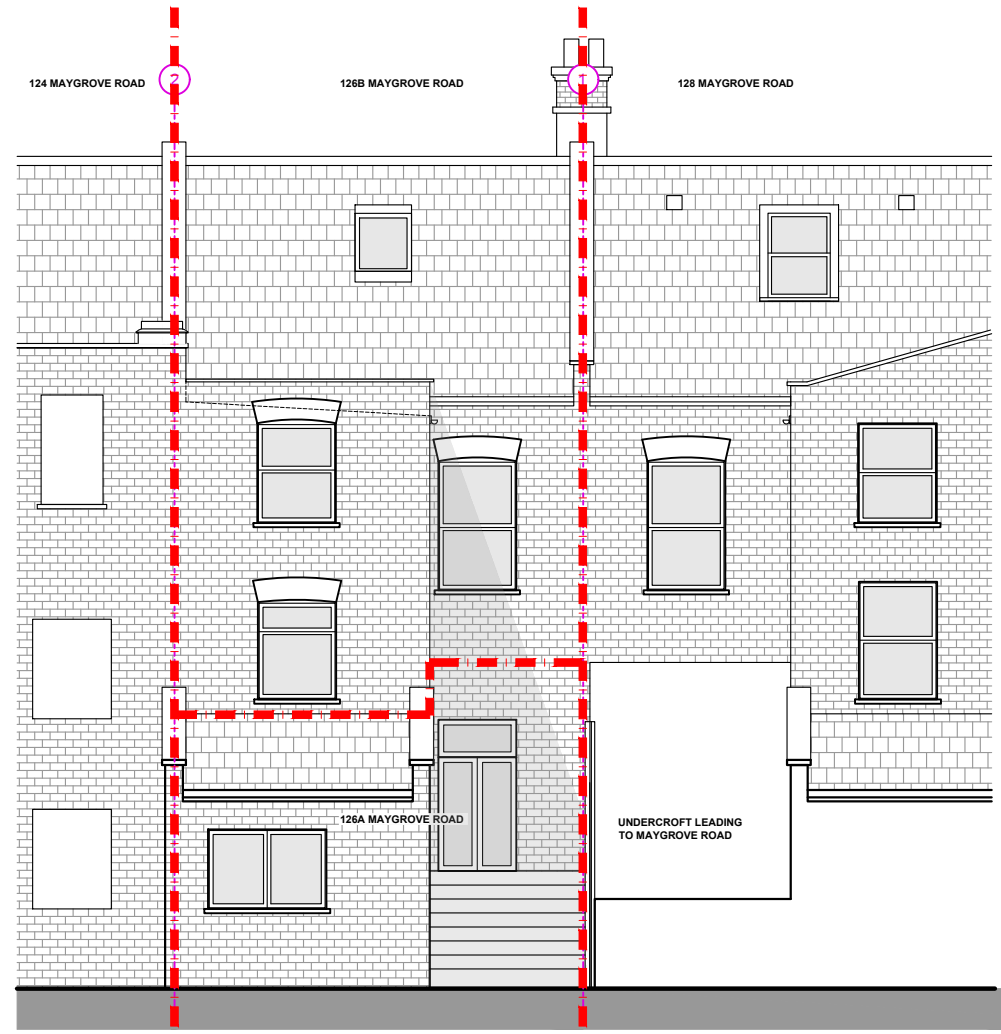 124 MAYGROVE ROAD
2
126B MAYGROVE ROAD
1
128 MAYGROVE ROAD
126A MAYGROVE ROAD
UNDERCROFT LEADING
TO MAYGROVE ROAD